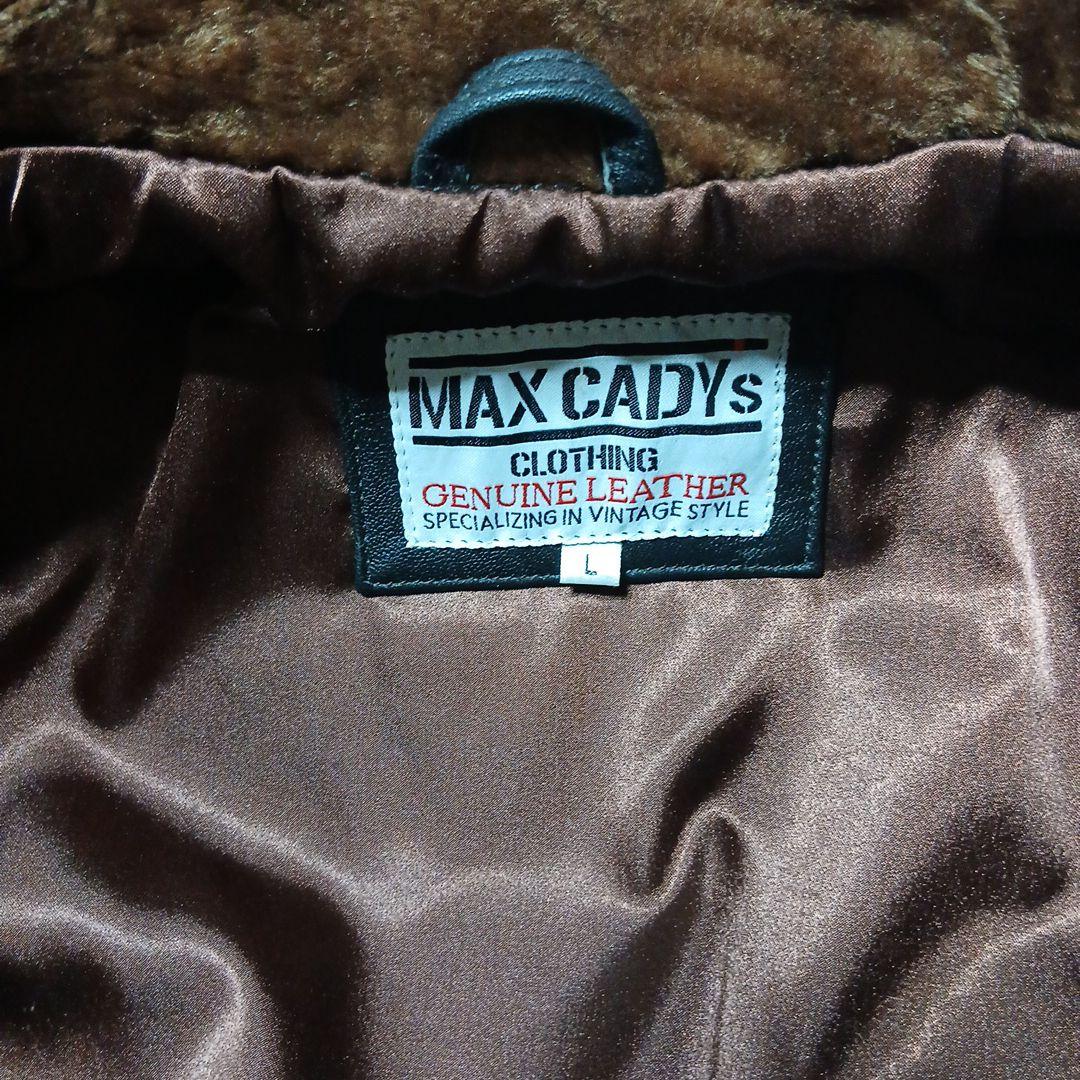 MAX CADYs
CLOTHING
GENUINE LEATHER
SPECIALIZING IN VINTAGE STYLE
L